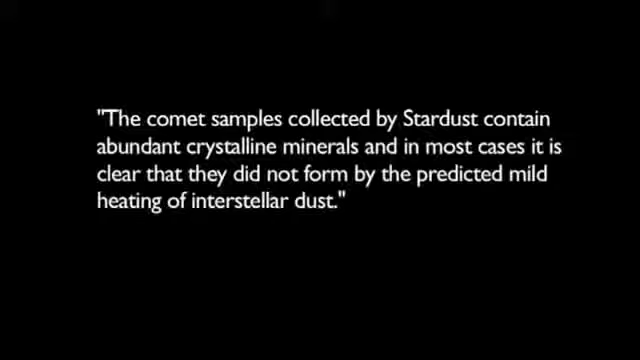 "The comet samples collected by Stardust contain
abundant crystalline minerals and in most cases it is
clear that they did not form by the predicted mild
heating of interstellar dust."